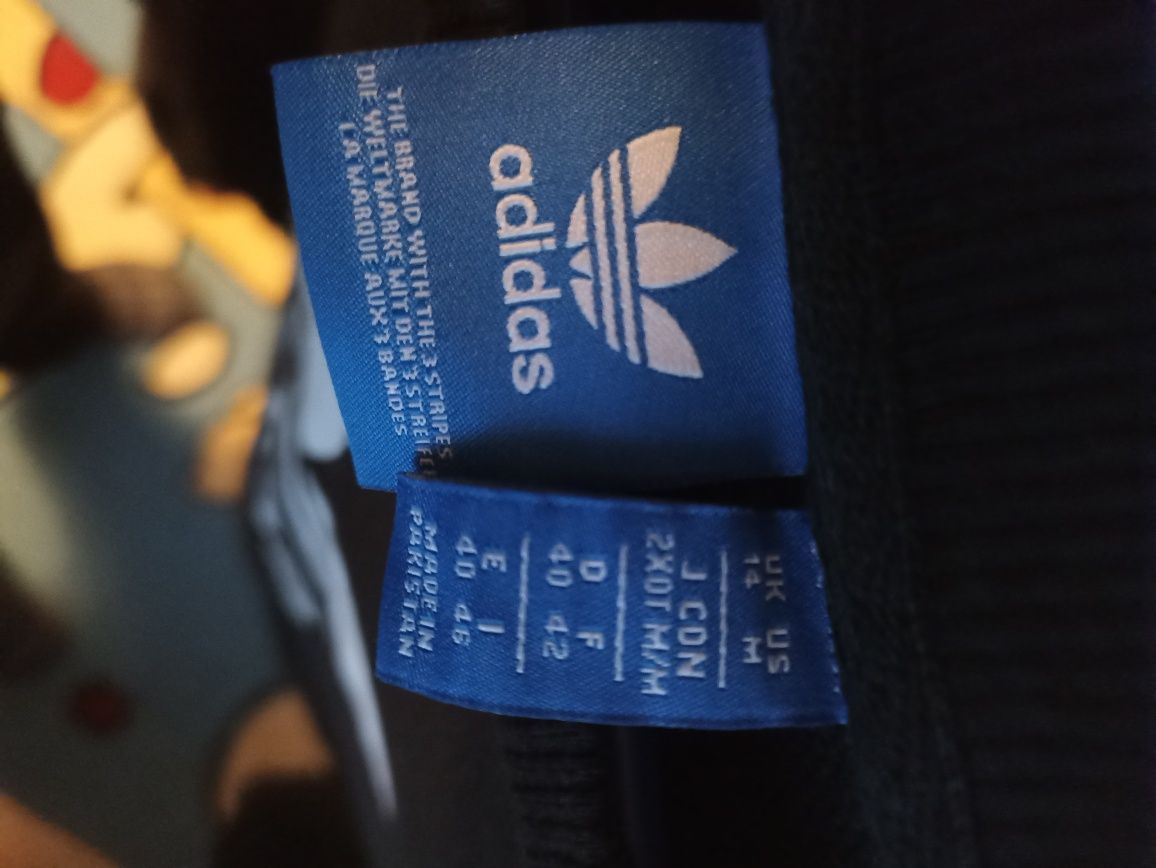 adidas
THE BRAND WITH THE 3 STRIPES
DIE WELTMARKE MIT DEN 3 STREIFEN
LA MARQUE AUX 3 BANDES
UK US
14 M
J CDN
2XOT M/M
D F
40 42
E I
40 46
MADE IN
PAKISTAN